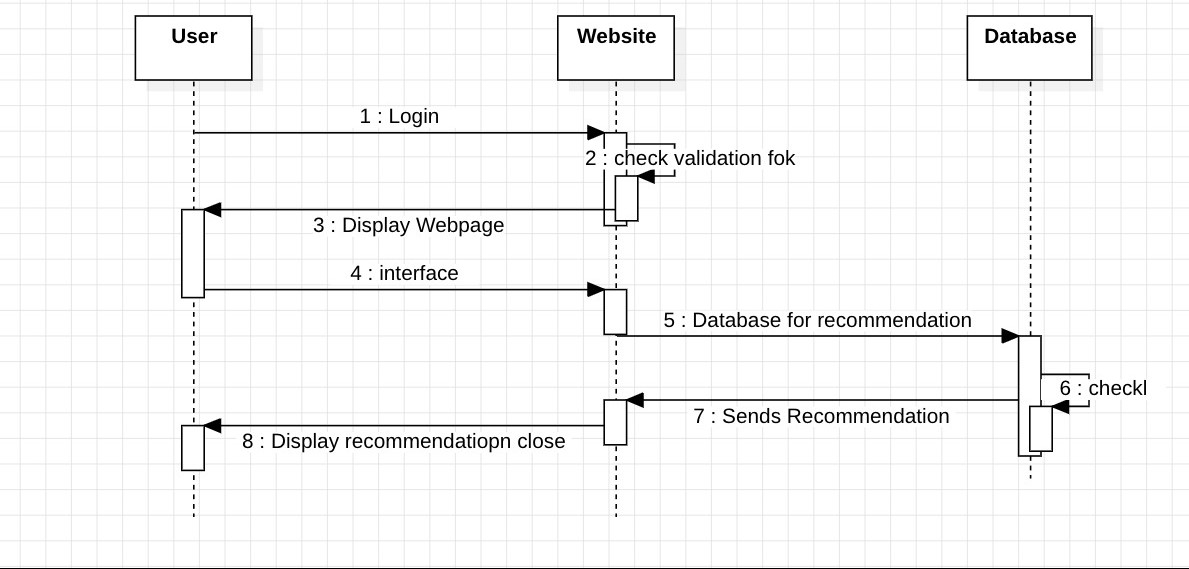 User
Website
Database
1 : Login
2 : check validation fok
3 : Display Webpage
4 : interface
5 : Database for recommendation
6 : checkl
7 : Sends Recommendation
8 : Display recommendatiopn close